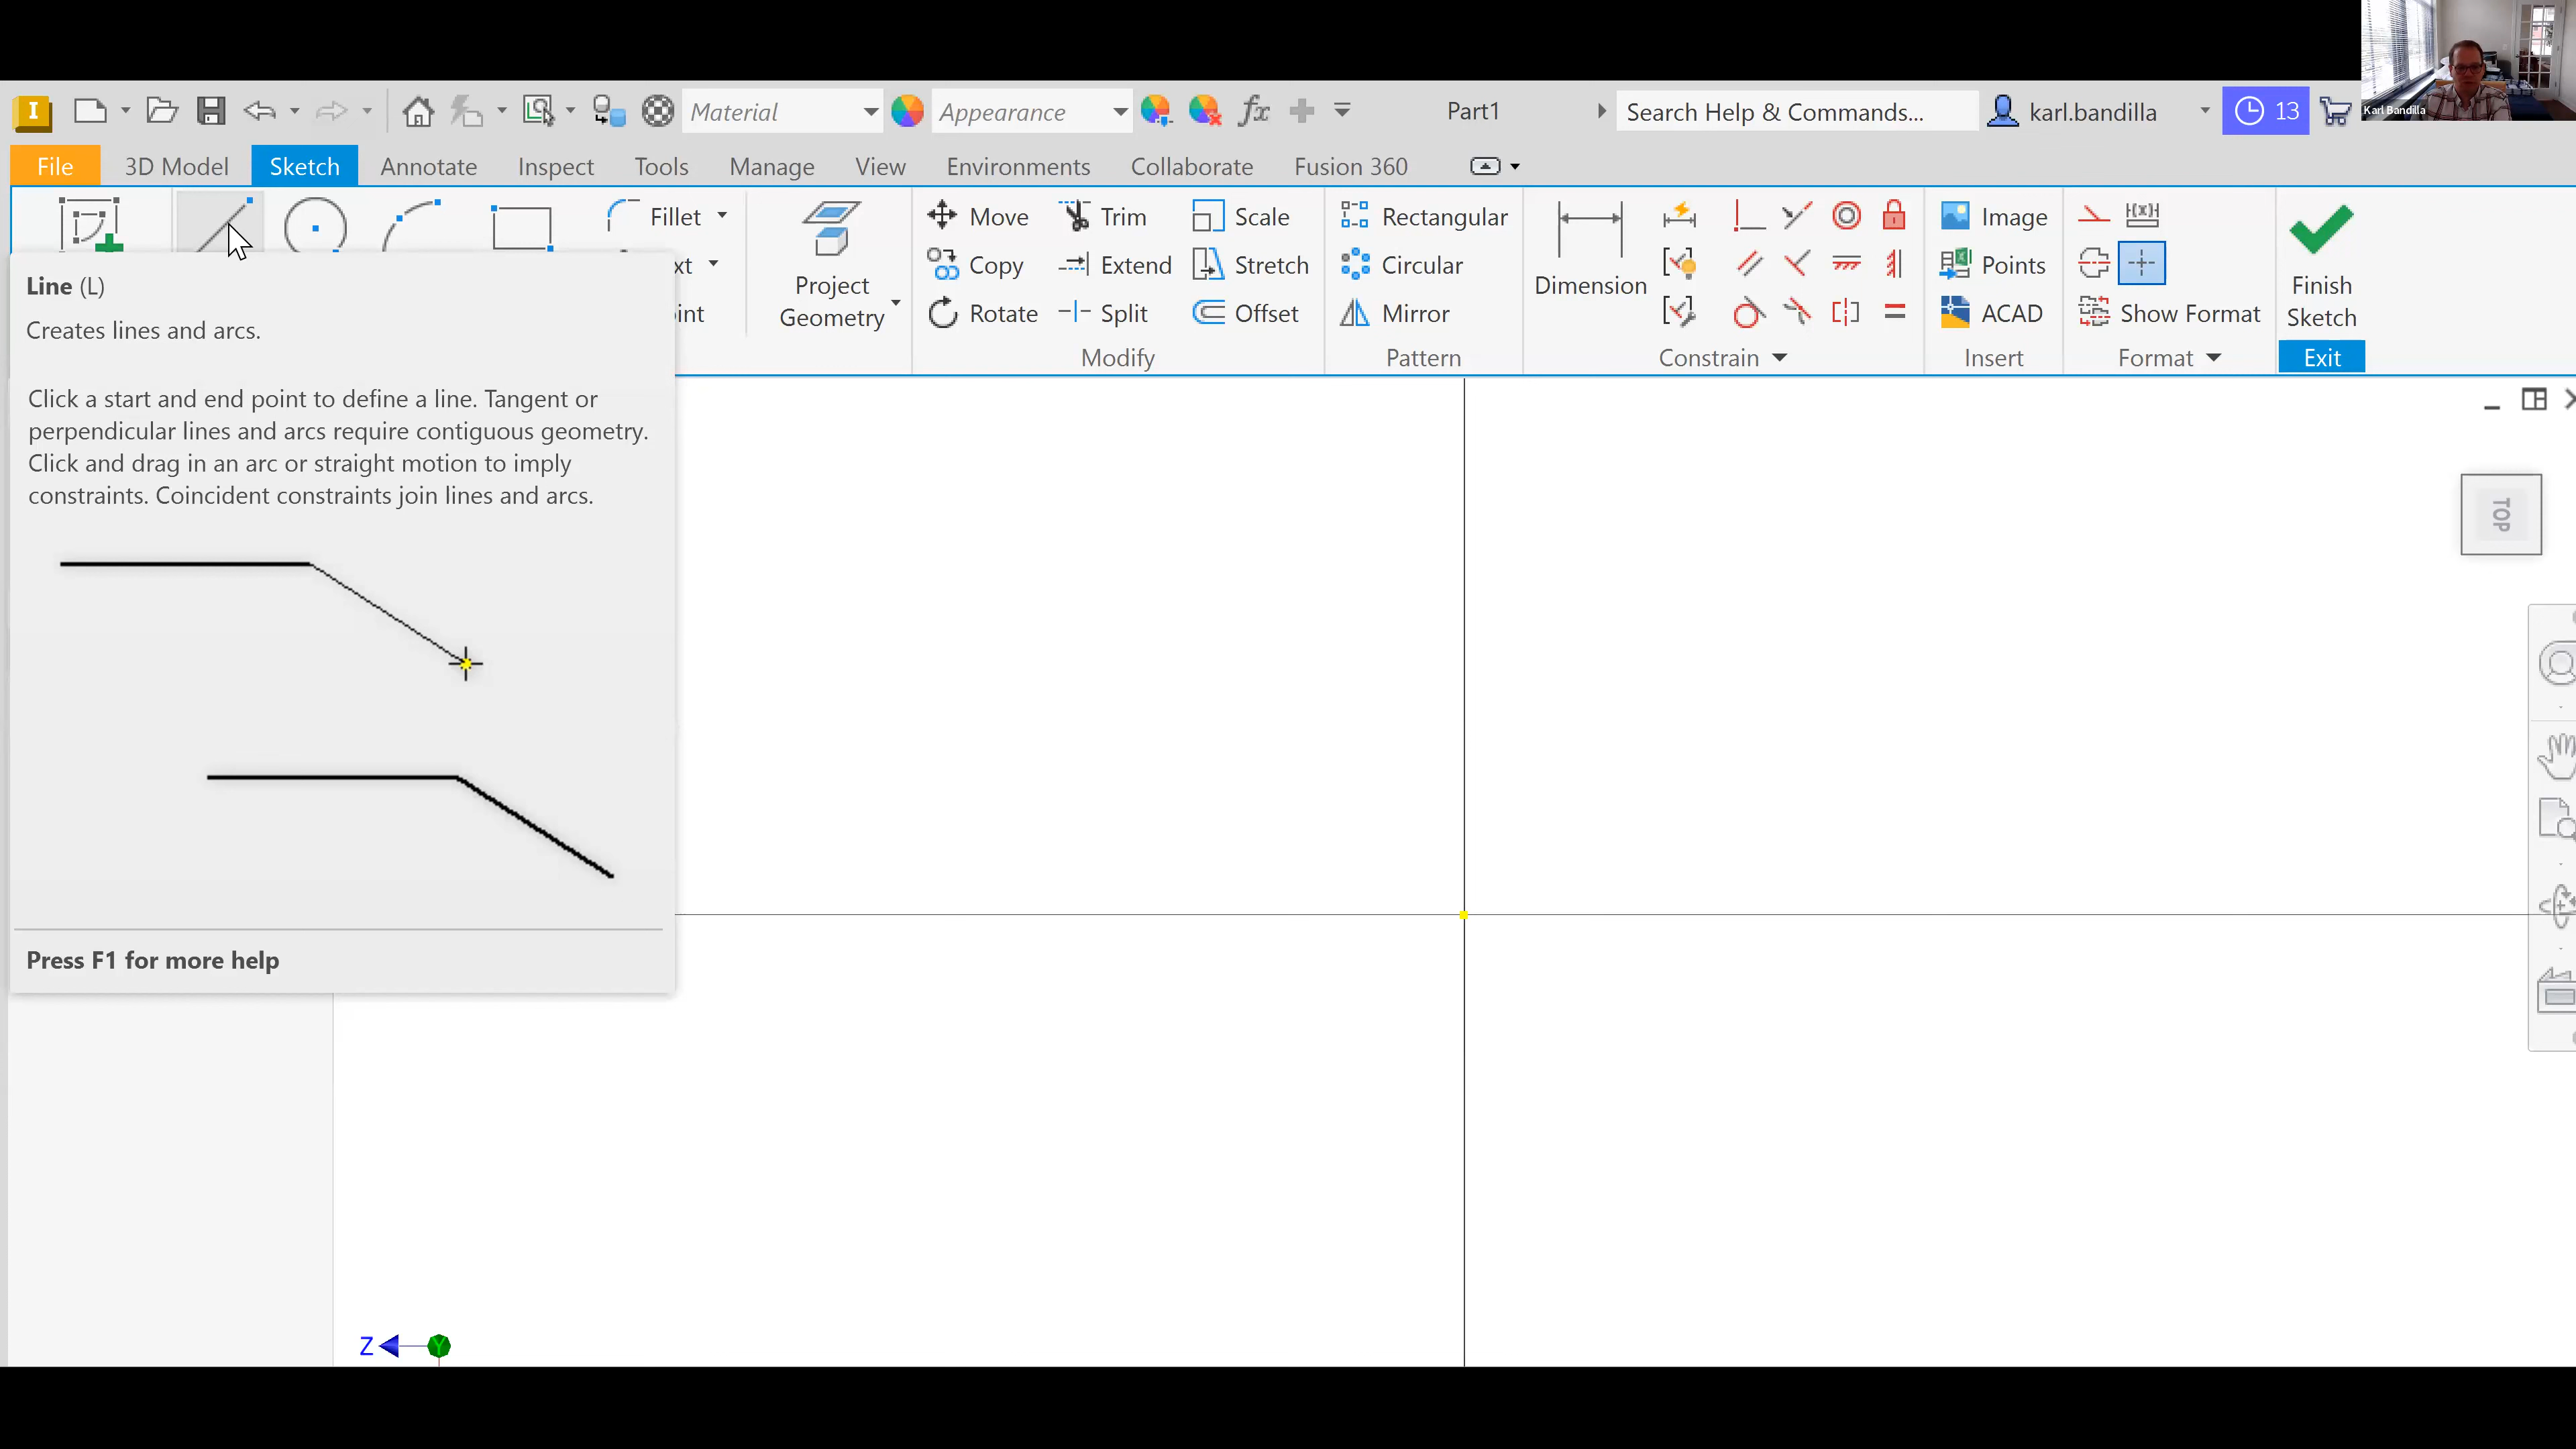 Karl Bandilla
I
Material
Appearance
fx
Part1
Search Help & Commands...
karl.bandilla
13
File
3D Model
Sketch
Annotate
Inspect
Tools
Manage
View
Environments
Collaborate
Fusion 360
Fillet
xt
int
Project
Geometry
Move
Trim
Scale
Copy
Extend
Stretch
Rotate
Split
Offset
Modify
Rectangular
Circular
Mirror
Pattern
Dimension
Constrain
Image
Points
ACAD
Insert
Show Format
Format
Finish
Sketch
Exit
Line (L)
Creates lines and arcs.
Click a start and end point to define a line. Tangent or
perpendicular lines and arcs require contiguous geometry.
Click and drag in an arc or straight motion to imply
constraints. Coincident constraints join lines and arcs.
Press F1 for more help
TOP
Z
Y